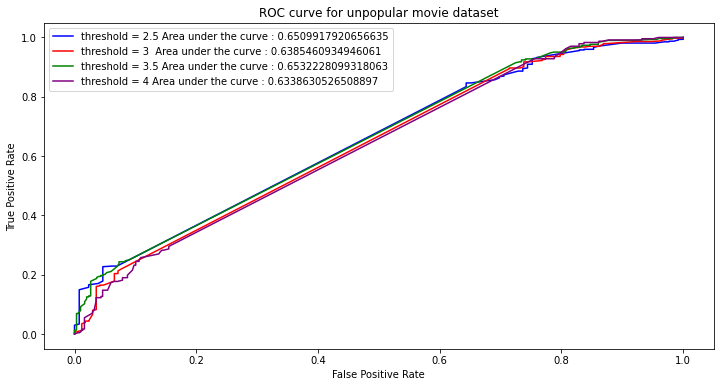 ROC curve for unpopular movie dataset
threshold = 2.5 Area under the curve : 0.6509917920656635
threshold = 3  Area under the curve : 0.6385460934946061
threshold = 3.5 Area under the curve : 0.6532228099318063
threshold = 4 Area under the curve : 0.6338630526508897
True Positive Rate
1.0
0.8
0.6
0.4
0.2
0.0
0.0 0.2 0.4 0.6 0.8 1.0
False Positive Rate